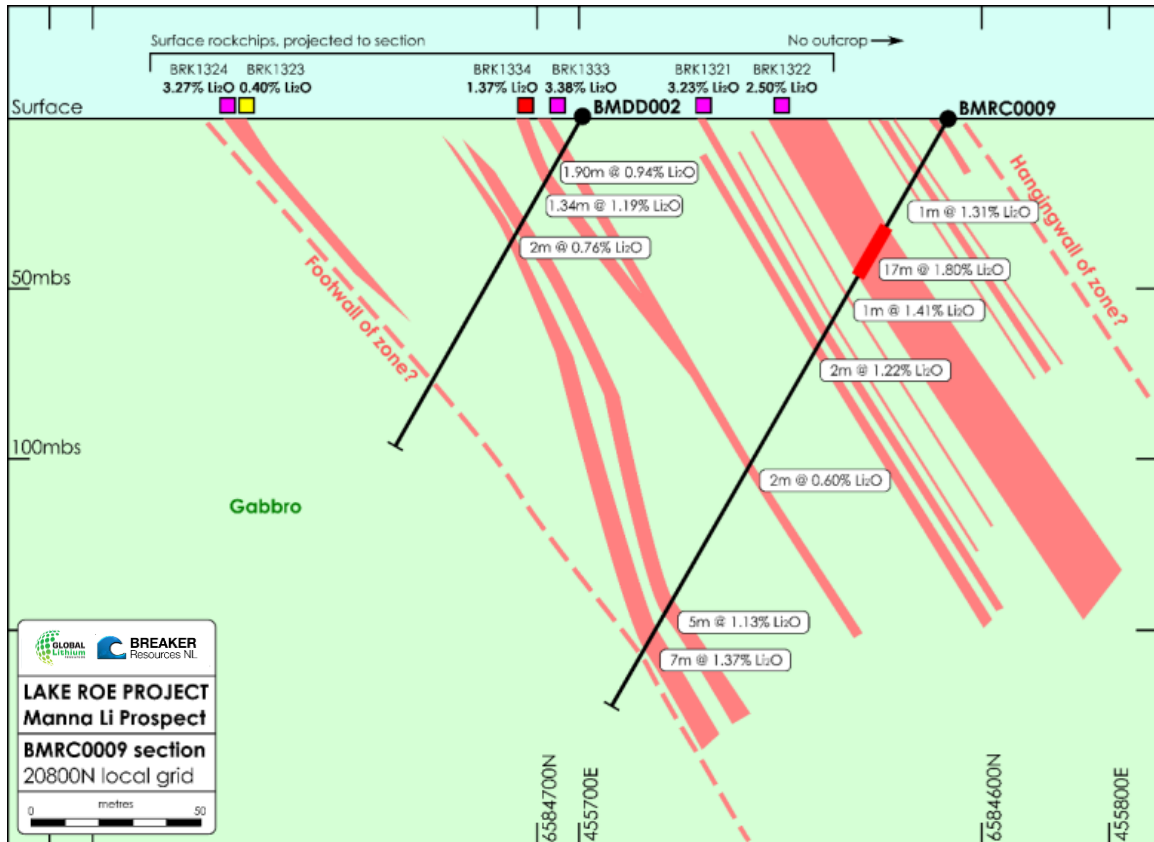 Surface rockchips, projected to section
No outcrop
BRK1324
3.27% Li₂O
BRK1323
0.40% Li₂O
BRK1334
1.37% Li₂O
BRK1333
3.38% Li₂O
BRK1321
3.23% Li₂O
BRK1322
2.50% Li₂O
Surface
BMDD002
BMRC0009
1.90m @ 0.94% Li₂O
1.34m @ 1.19% Li₂O
2m @ 0.76% Li₂O
1m @ 1.31% Li₂O
17m @ 1.80% Li₂O
1m @ 1.41% Li₂O
2m @ 1.22% Li₂O
2m @ 0.60% Li₂O
5m @ 1.13% Li₂O
7m @ 1.37% Li₂O
Hangingwall of zone?
Footwall of zone?
50mbs
100mbs
Gabbro
GLOBAL
Lithium
BREAKER
Resources NL
LAKE ROE PROJECT
Manna Li Prospect
BMRC0009 section
20800N local grid
metres
0 50
6584700N
455700E
6584600N
455800E